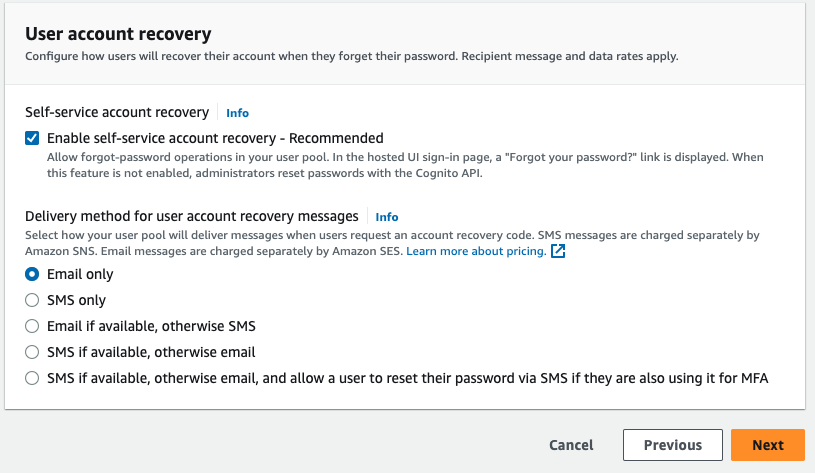 User account recovery
Configure how users will recover their account when they forget their password. Recipient message and data rates apply.
Self-service account recovery Info
Enable self-service account recovery - Recommended
Allow forgot-password operations in your user pool. In the hosted UI sign-in page, a "Forgot your password?" link is displayed. When
this feature is not enabled, administrators reset passwords with the Cognito API.
Delivery method for user account recovery messages Info
Select how your user pool will deliver messages when users request an account recovery code. SMS messages are charged separately by
Amazon SNS. Email messages are charged separately by Amazon SES. Learn more about pricing.
Email only
SMS only
Email if available, otherwise SMS
SMS if available, otherwise email
SMS if available, otherwise email, and allow a user to reset their password via SMS if they are also using it for MFA
Cancel Previous Next